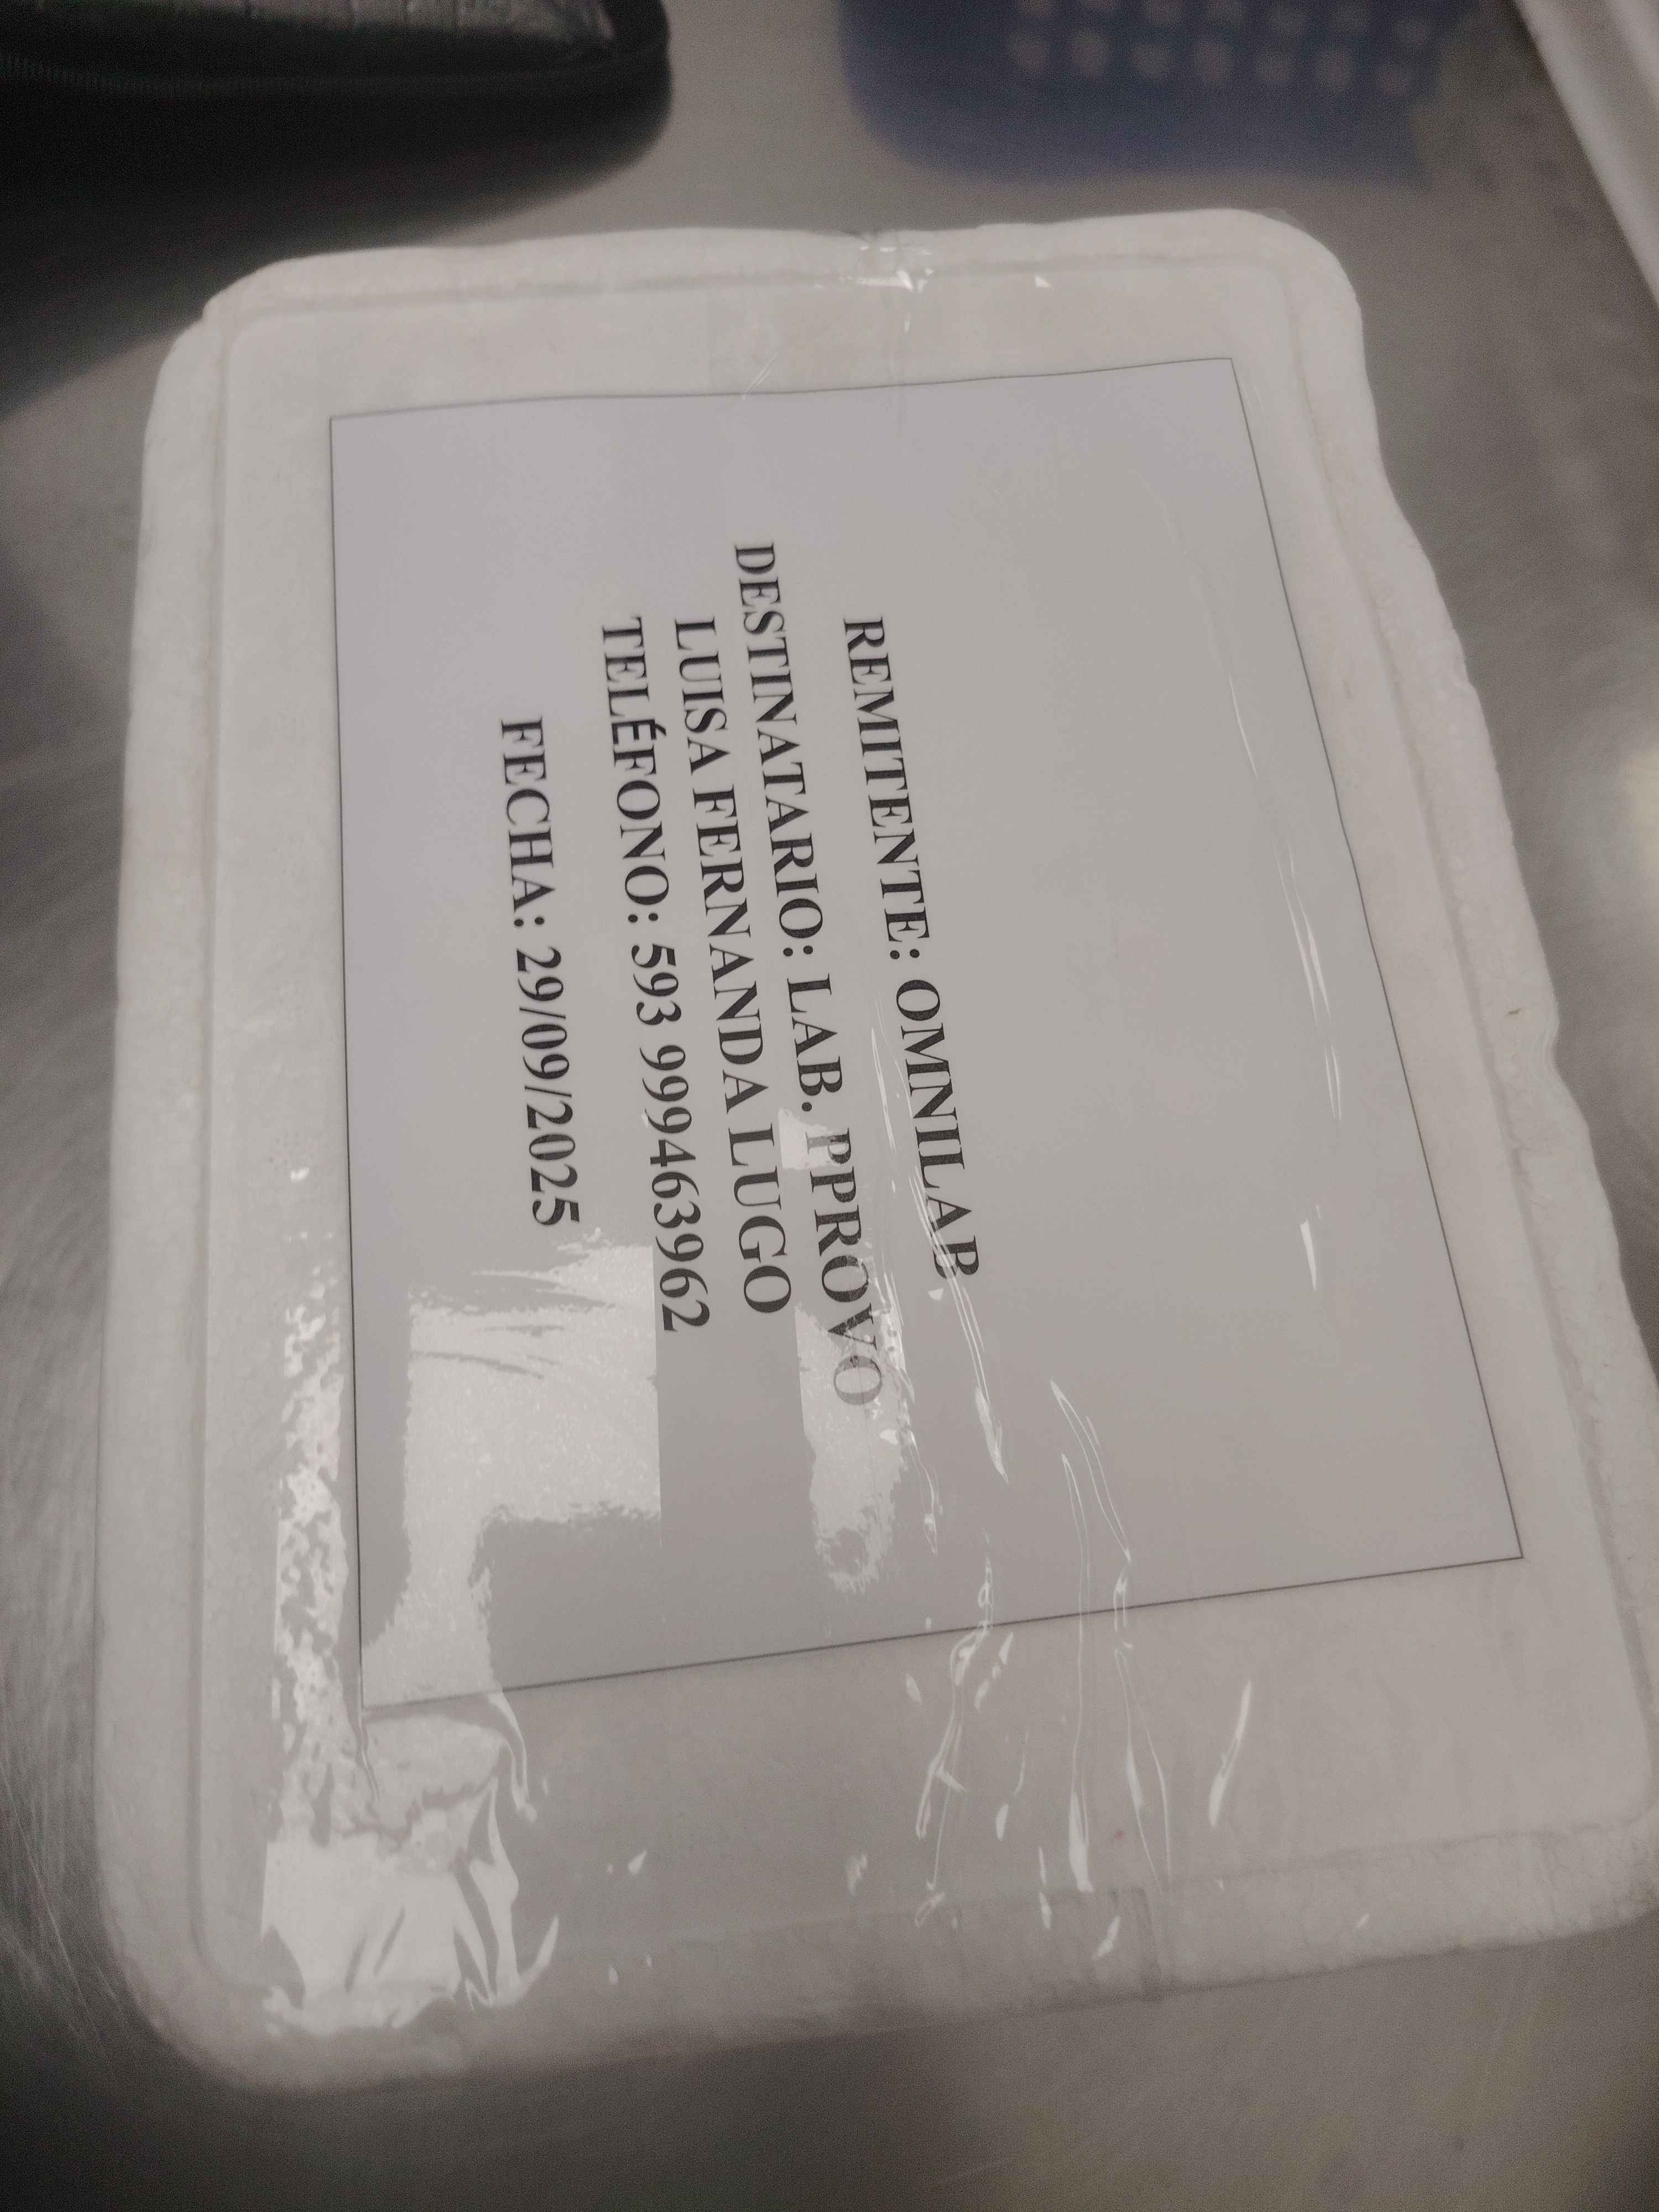 REMITENTE: OMNILAB
DESTINATARIO: LAB. PPROVO
LUISA FERNANDA LUGO
TELÉFONO: 593 999463962
FECHA: 29/09/2025